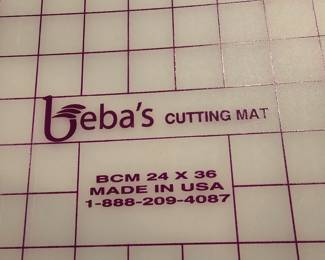 beba's CUTTING MAT
BCM 24 X 36
MADE IN USA
1-888-209-4087